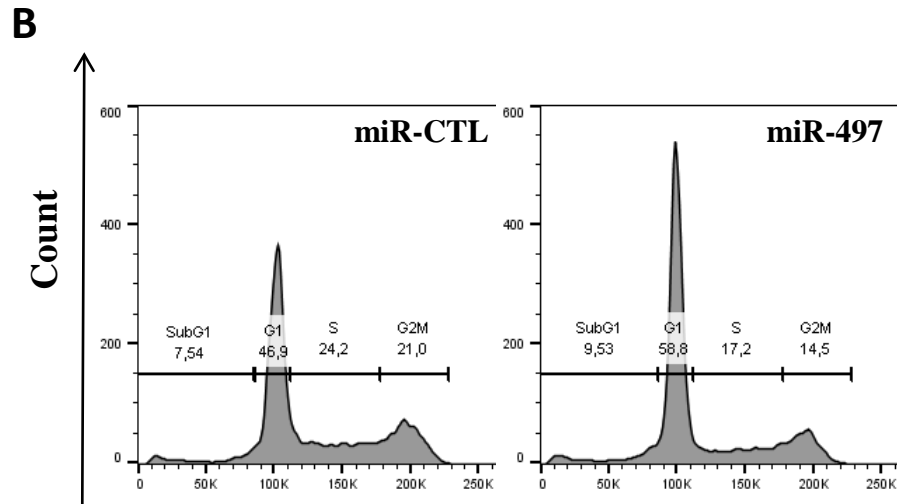 B
Count
600
400
200
0
miR-CTL
SubG1 G1 S G2M
7,54 46,9 24,2 21,0
0 50K 100K 150K 200K 250K
600
400
200
0
miR-497
SubG1 G1 S G2M
9,53 58,8 17,2 14,5
0 50K 100K 150K 200K 250K